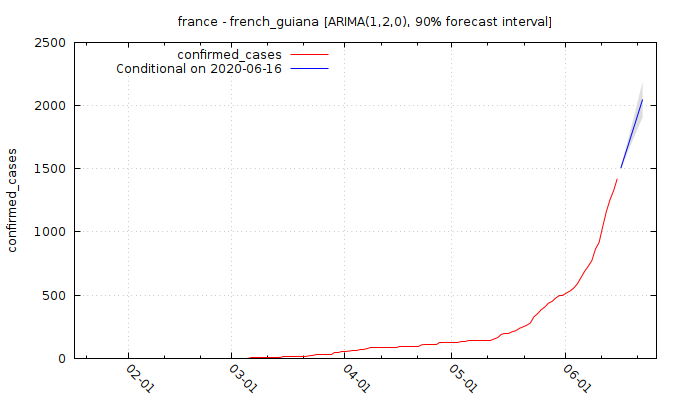 france - french_guiana [ARIMA(1,2,0), 90% forecast interval]
confirmed_cases
Conditional on 2020-06-16
confirmed_cases
2500
2000
1500
1000
500
0
02-01
03-01
04-01
05-01
06-01